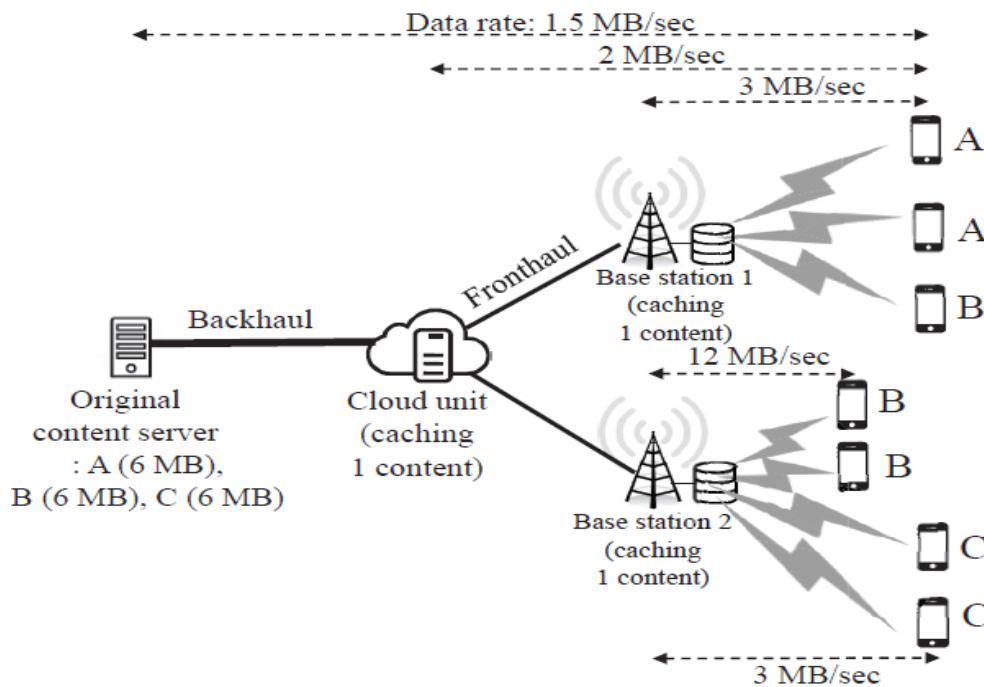 Data rate: 1.5 MB/sec
2 MB/sec
3 MB/sec
A
A
B
Fronthaul
Base station 1
(caching
1 content)
Backhaul
12 MB/sec
Original
content server
: A (6 MB),
B (6 MB), C (6 MB)
Cloud unit
(caching
1 content)
B
B
Base station 2
(caching
1 content)
C
C
3 MB/sec